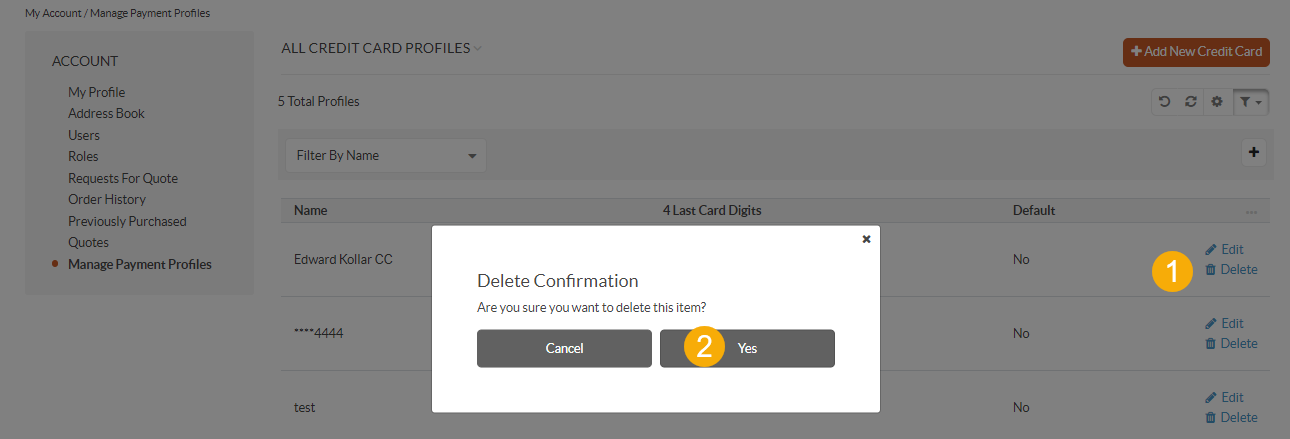 My Account / Manage Payment Profiles
ACCOUNT
My Profile
Address Book
Users
Roles
Requests For Quote
Order History
Previously Purchased
Quotes
Manage Payment Profiles
ALL CREDIT CARD PROFILES
Add New Credit Card
5 Total Profiles
Filter By Name
Name 4 Last Card Digits Default ...
Edward Kollar CC No
Edit
1 Delete
****4444 No
Edit
Delete
test No
Edit
Delete
Delete Confirmation
Are you sure you want to delete this item?
Cancel 2 Yes